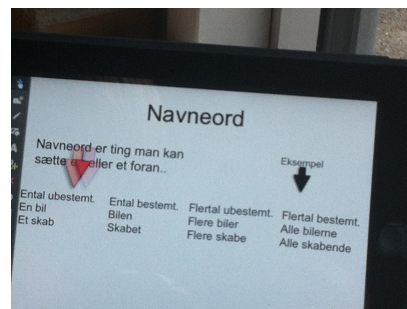 Navneord
Navneord er ting man kan
sætte e eller et foran..
Eksempel
Ental ubestemt.
En bil
Et skab
Ental bestemt.
Bilen
Skabet
Flertal ubestemt.
Flere biler
Flere skabe
Flertal bestemt.
Alle bilerne
Alle skabende